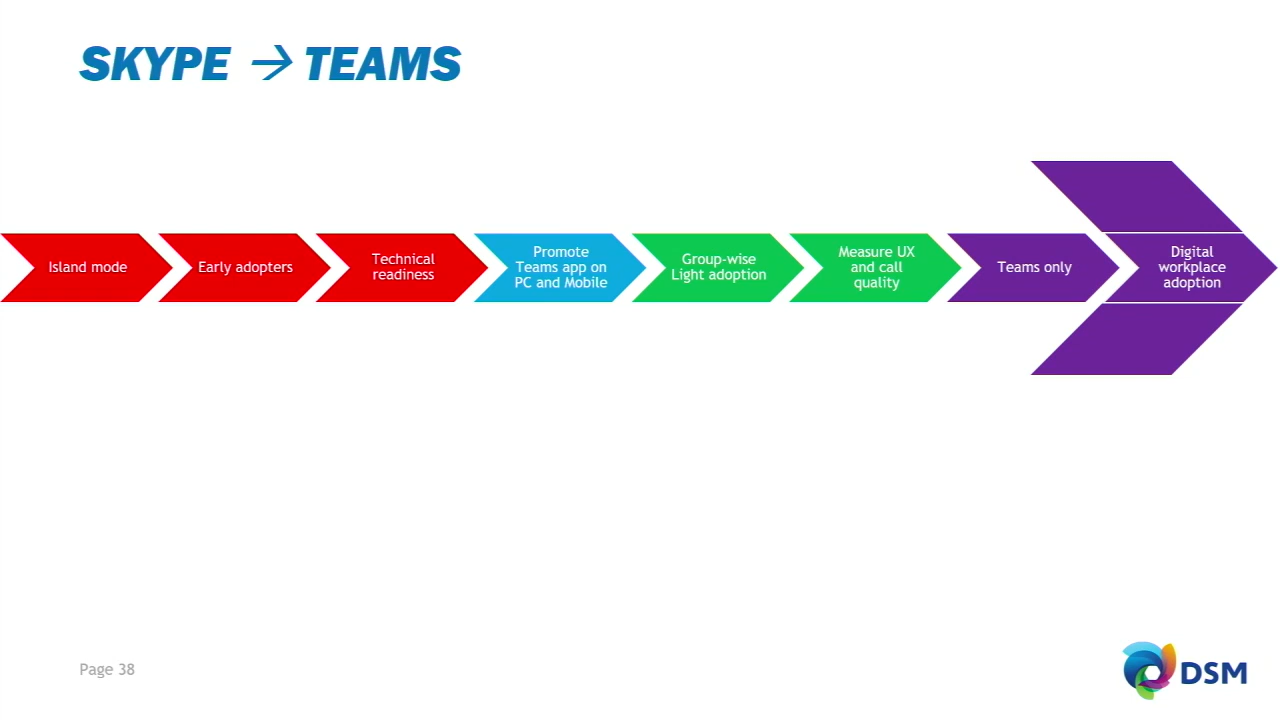 SKYPE → TEAMS
Island mode
Early adopters
Technical
readiness
Promote
Teams app on
PC and Mobile
Group-wise
Light adoption
Measure UX
and call
quality
Teams only
Digital
workplace
adoption
Page 38
DSM